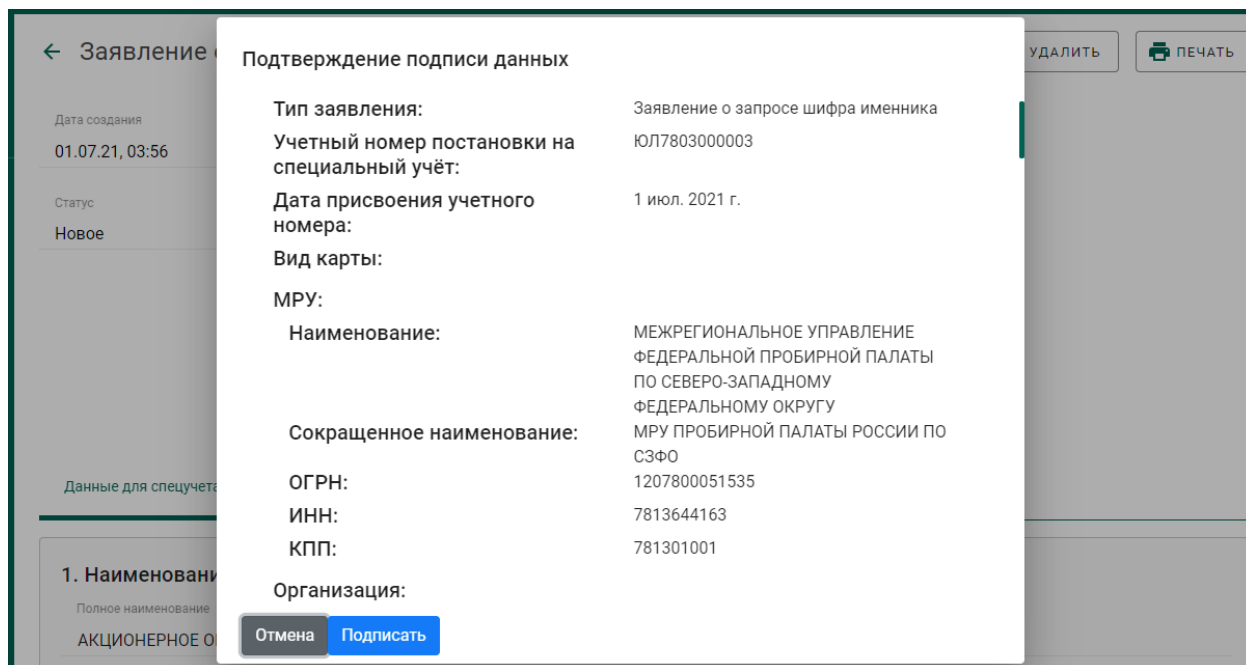 Заявление
УДАЛИТЬ
ПЕЧАТЬ
Дата создания
01.07.21, 03:56
Статус
Новое
Данные для спецучета
1. Наименовани
Полное наименование
АКЦИОНЕРНОЕ О
Подтверждение подписи данных
Тип заявления: Заявление о запросе шифра именника
Учетный номер постановки на ЮЛ7803000003
специальный учёт:
Дата присвоения учетного 1 июл. 2021 г.
номера:
Вид карты:
МРУ:
Наименование: МЕЖРЕГИОНАЛЬНОЕ УПРАВЛЕНИЕ
ФЕДЕРАЛЬНОЙ ПРОБИРНОЙ ПАЛАТЫ
ПО СЕВЕРО-ЗАПАДНОМУ
ФЕДЕРАЛЬНОМУ ОКРУГУ
Сокращенное наименование: МРУ ПРОБИРНОЙ ПАЛАТЫ РОССИИ ПО
СЗФО
ОГРН: 1207800051535
ИНН: 7813644163
КПП: 781301001
Организация:
Отмена Подписать